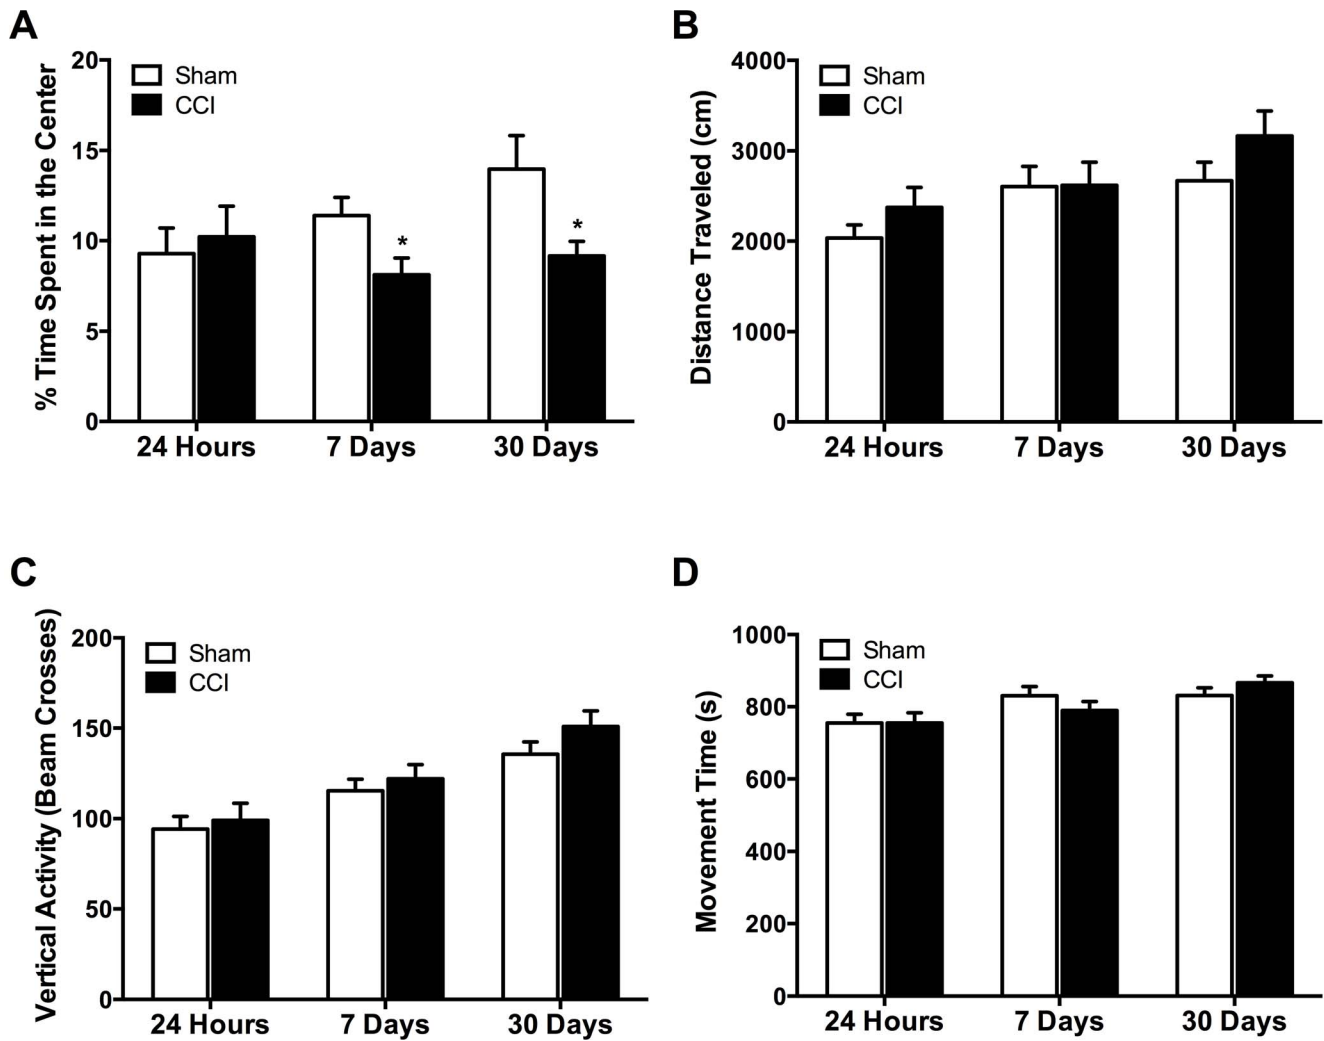 A
% Time Spent in the Center
20
15
10
5
0
Sham
CCI
*
*
24 Hours
7 Days
30 Days
B
Distance Traveled (cm)
4000
3000
2000
1000
0
Sham
CCI
24 Hours
7 Days
30 Days
C
Vertical Activity (Beam Crosses)
200
150
100
50
0
Sham
CCI
24 Hours
7 Days
30 Days
D
Movement Time (s)
1000
800
600
400
200
0
Sham
CCI
24 Hours
7 Days
30 Days